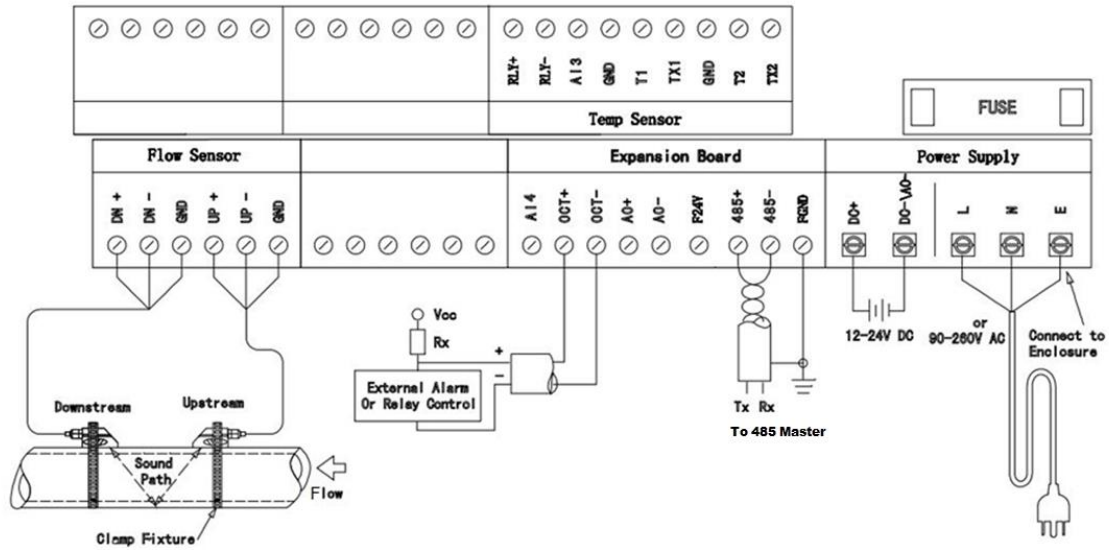 RLY+ RLY- AI3 GND T1 TX1 GND T2 TX2
Temp Sensor
FUSE
Flow Sensor
Expansion Board
Power Supply
DN + DN - GND UP + UP - GND
AI4 OCT+ OCT- AO+ AO- P24V 485+ 485- PGND
DC+ DC-\AO- L N E
Vcc
Rx
+
-
External Alarm
Or Relay Control
12-24V DC
or
90-260V AC
Connect to
Enclosure
Tx Rx
To 485 Master
Downstream
Upstream
Sound
Path
Flow
Clamp Fixture